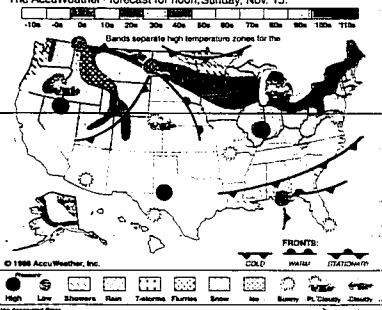 The AccuWeather forecast for noon, Sunday, Nov. 15.
-10s -0s 0s 10s 20s 30s 40s 50s 60s 70s 80s 90s 100s 110s
Bands separate high temperature zones for the
FRONTS:
COLD WARM STATIONARY
© 1998 AccuWeather, Inc.
Pressure
High Low Showers Rain T-storms Flurries Snow Ice Sunny Pt. Cloudy Cloudy